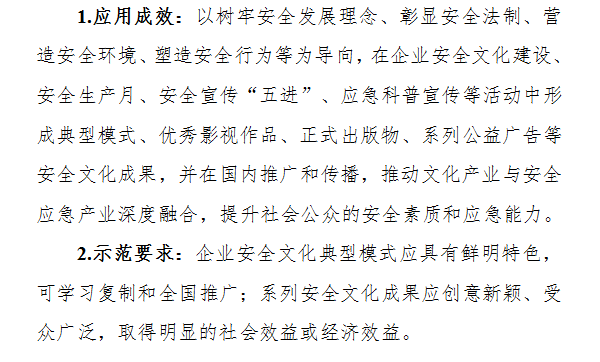 1.应用成效：以树牢安全发展理念、彰显安全法制、营
造安全环境、塑造安全行为等为导向，在企业安全文化建设、
安全生产月、安全宣传“五进”、应急科普宣传等活动中形
成典型模式、优秀影视作品、正式出版物、系列公益广告等
安全文化成果，并在国内推广和传播，推动文化产业与安全
应急产业深度融合，提升社会公众的安全素质和应急能力。
2.示范要求：企业安全文化典型模式应具有鲜明特色，
可学习复制和全国推广；系列安全文化成果应创意新颖、受
众广泛，取得明显的社会效益或经济效益。